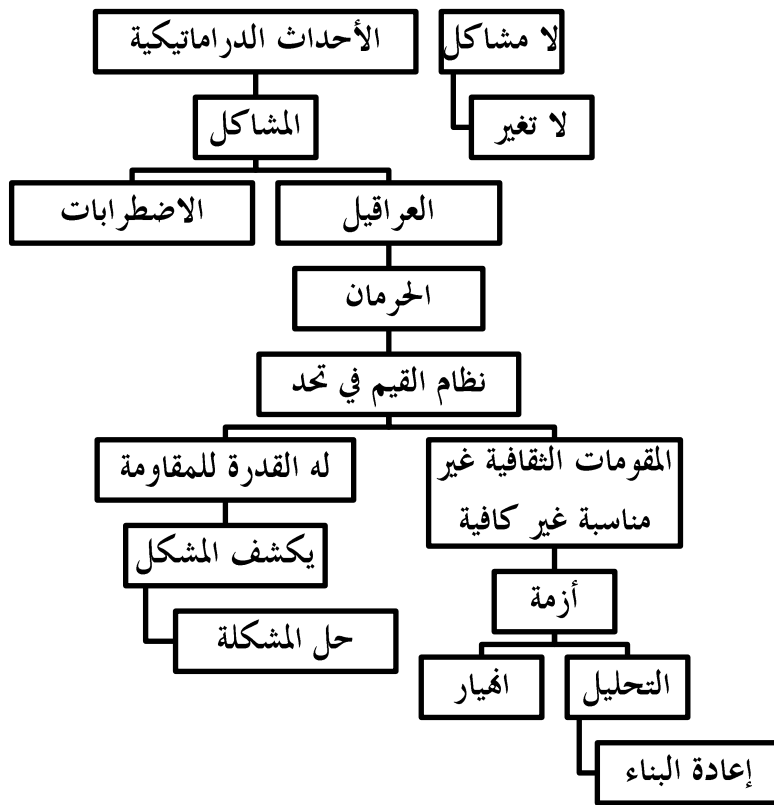 الأحداث الدراماتيكية
لا مشاكل
المشاكل
لا تغير
الاضطرابات
العراقيل
الحرمان
نظام القيم في تحد
له القدرة للمقاومة
المقومات الثقافية غير
مناسبة غير كافية
يكشف المشكل
أزمة
حل المشكلة
انهيار
التحليل
إعادة البناء